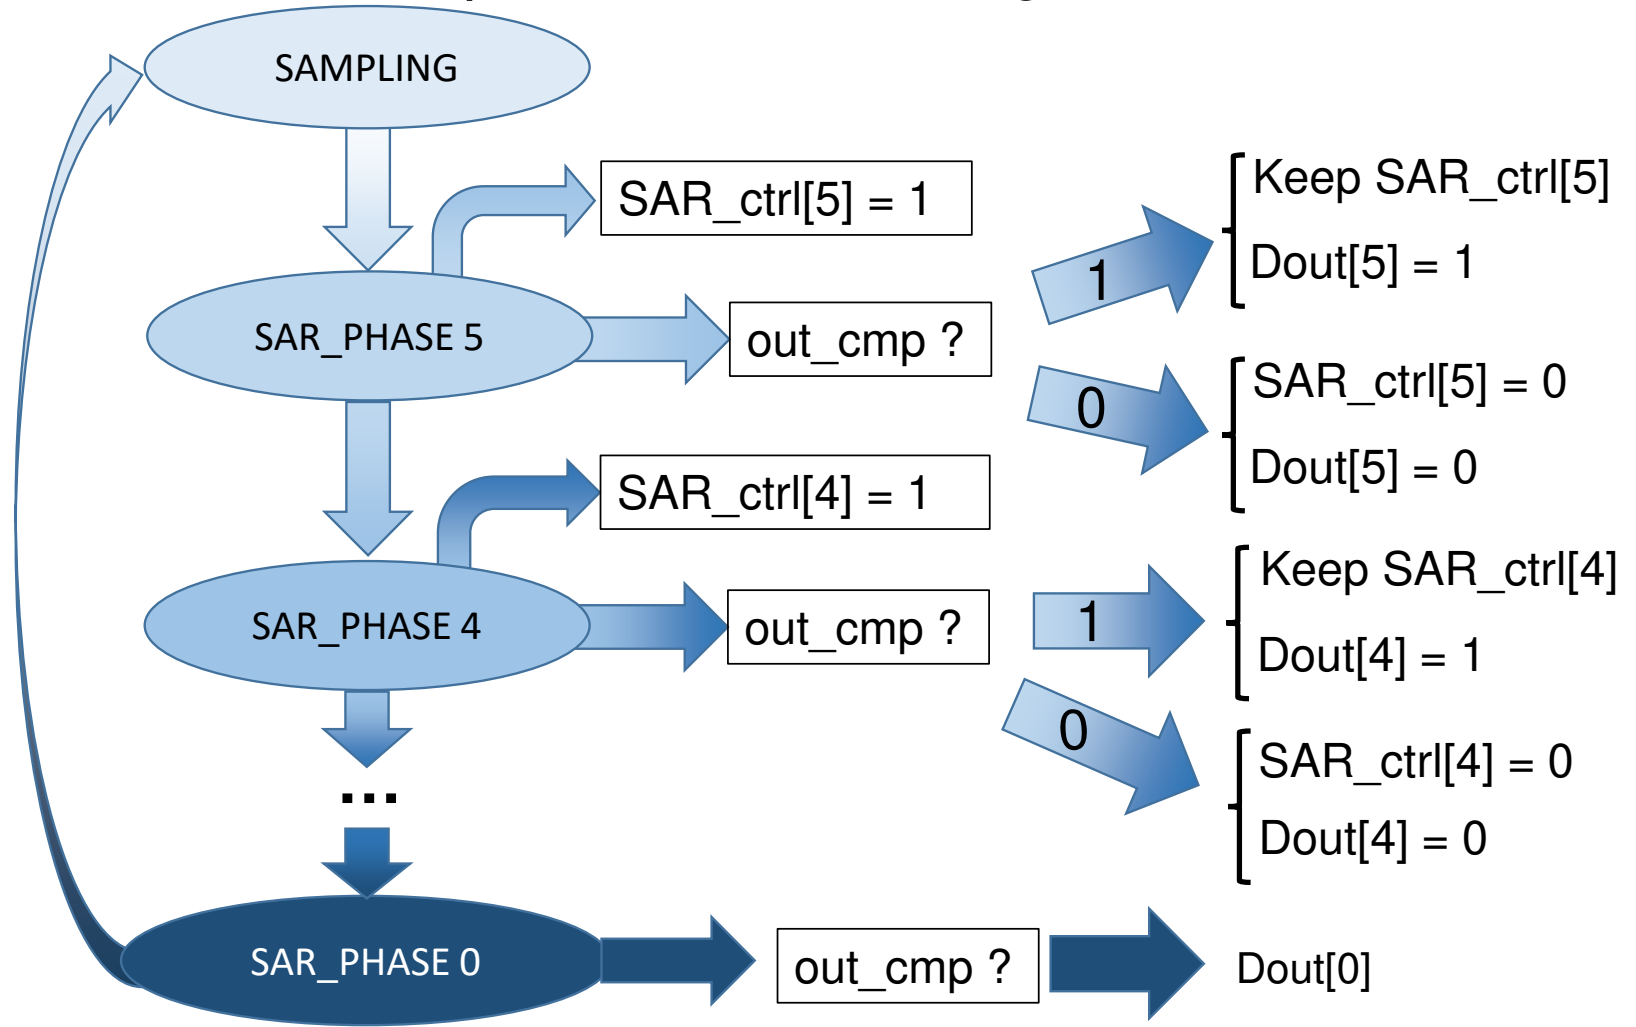 SAMPLING
SAR_ctrl[5] = 1
SAR_PHASE 5
out_cmp ?
1
Keep SAR_ctrl[5]
Dout[5] = 1
0
SAR_ctrl[5] = 0
Dout[5] = 0
SAR_ctrl[4] = 1
SAR_PHASE 4
out_cmp ?
1
Keep SAR_ctrl[4]
Dout[4] = 1
0
SAR_ctrl[4] = 0
Dout[4] = 0
...
SAR_PHASE 0
out_cmp ?
Dout[0]